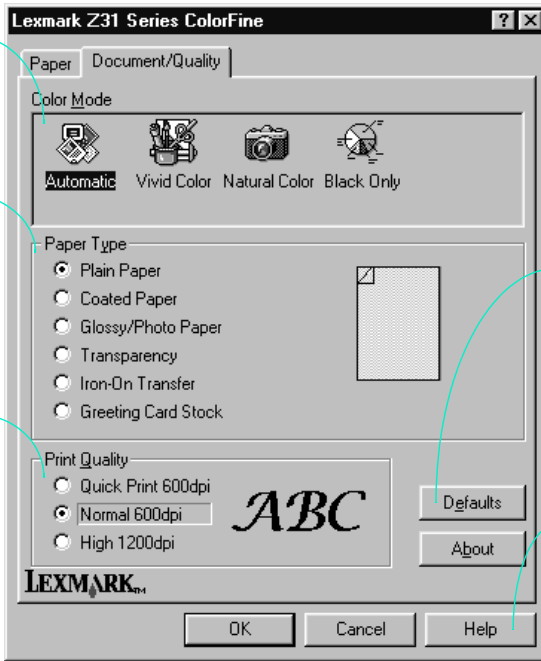 Lexmark Z31 Series ColorFine
Paper Document/Quality
Color Mode
Automatic Vivid Color Natural Color Black Only
Paper Type
Plain Paper
Coated Paper
Glossy/Photo Paper
Transparency
Iron-On Transfer
Greeting Card Stock
Print Quality
Quick Print 600dpi
Normal 600dpi
High 1200dpi
ABC
Defaults
About
LEXMARK™
OK Cancel Help